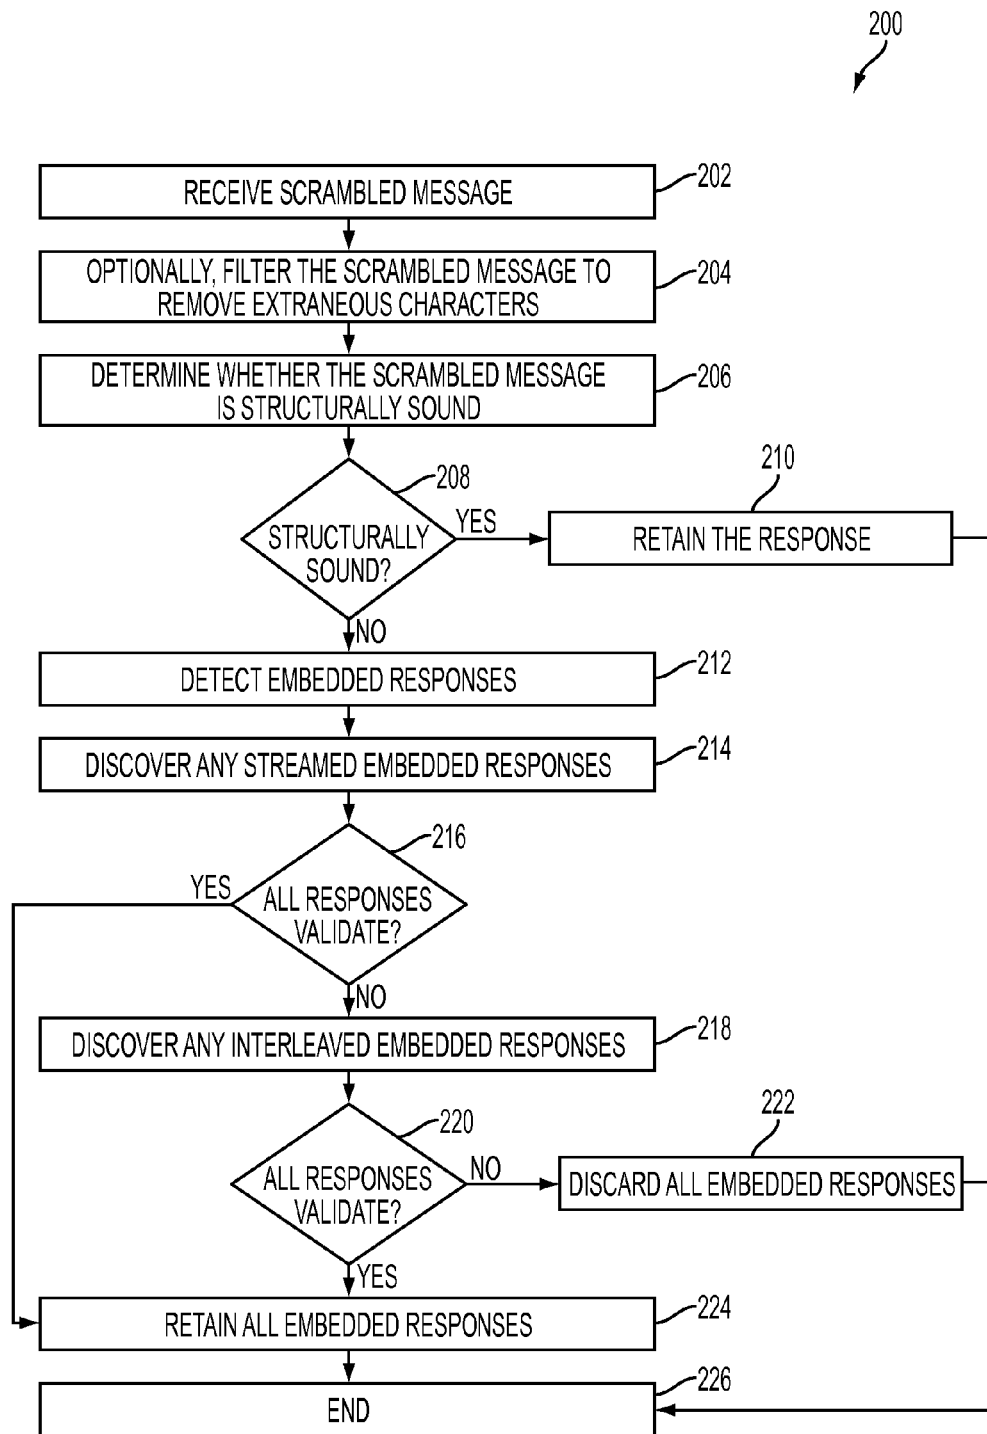 200
RECEIVE SCRAMBLED MESSAGE
202
OPTIONALLY, FILTER THE SCRAMBLED MESSAGE TO
REMOVE EXTRANEOUS CHARACTERS
204
DETERMINE WHETHER THE SCRAMBLED MESSAGE
IS STRUCTURALLY SOUND
206
208
STRUCTURALLY
SOUND?
YES
210
RETAIN THE RESPONSE
NO
DETECT EMBEDDED RESPONSES
212
DISCOVER ANY STREAMED EMBEDDED RESPONSES
214
216
YES
ALL RESPONSES
VALIDATE?
NO
DISCOVER ANY INTERLEAVED EMBEDDED RESPONSES
218
220
ALL RESPONSES
VALIDATE?
NO
222
DISCARD ALL EMBEDDED RESPONSES
YES
RETAIN ALL EMBEDDED RESPONSES
224
END
226